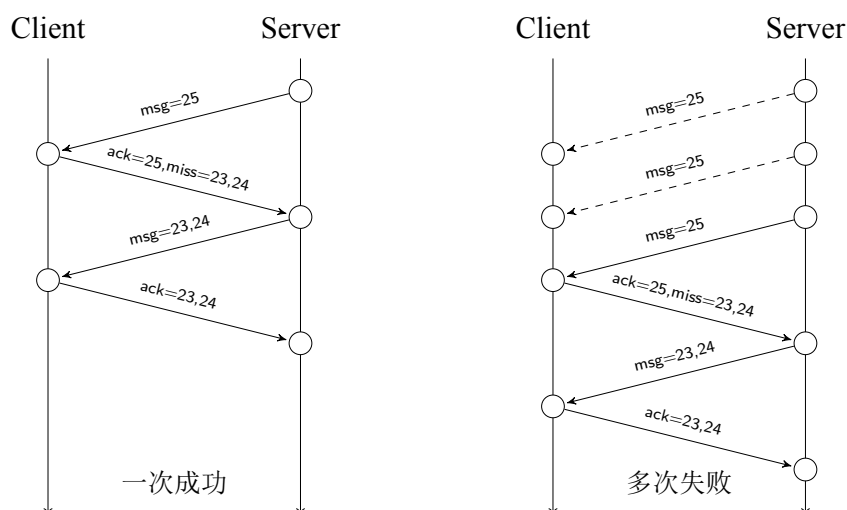 Client
Server
msg=25
ack=25,miss=23,24
msg=23,24
ack=23,24
一次成功
Client
Server
msg=25
msg=25
msg=25
ack=25,miss=23,24
msg=23,24
ack=23,24
多次失败